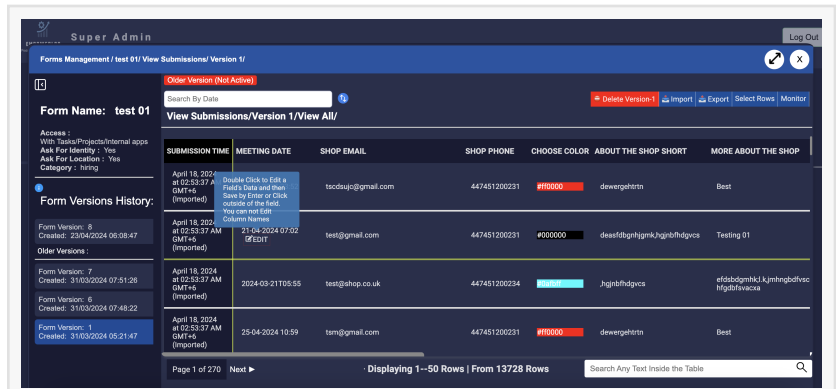 Super Admin
Log Out
Forms Management / test 01/ View Submissions/ Version 1/
X
Older Version (Not Active)
Search By Date
Delete Version-1 Import Export Select Rows Monitor
View Submissions/Version 1/View All/
Form Name: test 01
Access :
With Tasks/Projects/Internal apps
Ask For Identity : Yes
Ask For Location : Yes
Category : hiring
Form Versions History:
Form Version: 8
Created: 23/04/2024 06:08:47
Older Versions :
Form Version: 7
Created: 31/03/2024 07:51:26
Form Version: 6
Created: 31/03/2024 07:48:22
Form Version: 1
Created: 31/03/2024 05:21:47
SUBMISSION TIME MEETING DATE SHOP EMAIL SHOP PHONE CHOOSE COLOR ABOUT THE SHOP SHORT MORE ABOUT THE SHOP
April 18, 2024
at 02:53:37 AM
GMT+6
(Imported)
tscdsujc@gmail.com 447451200231 #ff0000 dewergehtrtn Best
Double Click to Edit a
Field's Data and then
Save by Enter or Click
outside of the field.
You can not Edit
Column Names
April 18, 2024
at 02:53:37 AM
GMT+6
(Imported)
21-04-2024 07:02
EDIT
test@gmail.com 447451200231 #000000 deasfdbgnhjgmk,hgjnbfhdgvcs Testing 01
April 18, 2024
at 02:53:37 AM
GMT+6
(Imported)
2024-03-21T05:55 test@shop.co.uk 447451200234 ,hgjnbfhdgvcs
efdsbdgmhk;l.k,jmhngbdfvsc
hfgdbfsvacxa
April 18, 2024
at 02:53:37 AM
GMT+6
(Imported)
25-04-2024 10:59 tsm@gmail.com 447451200231 #ff0000 dewergehtrtn Best
Page 1 of 270 Next ► · Displaying 1--50 Rows | From 13728 Rows Search Any Text Inside the Table